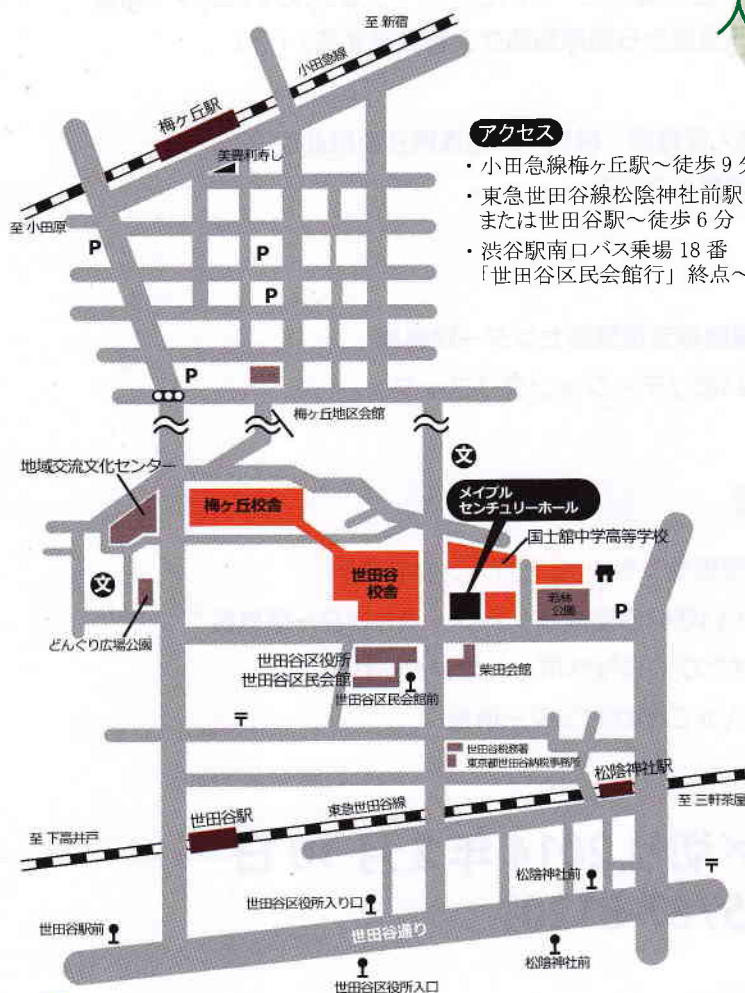 人
至 新宿
小田急線
梅ヶ丘駅
美登利寿し
至 小田原
アクセス
・小田急線梅ヶ丘駅～徒歩 9 分
・東急世田谷線松陰神社前駅
または世田谷駅～徒歩 6 分
・渋谷駅南口バス乗場 18 番
「世田谷区民会館行」終点～
P
P
P
P
梅ヶ丘地区会館
文
地域交流文化センター
梅ヶ丘校舎
メイプル
センチュリーホール
国士舘中学高等学校
世田谷
校舎
文
若林
公園
P
どんぐり広場公園
世田谷区役所
世田谷区民会館
柴田会館
世田谷区民会館前
〒
世田谷税務署
東京都世田谷納税事務所
松陰神社駅
世田谷駅
東急世田谷線
至 三軒茶屋
至 下高井戸
松陰神社前
〒
世田谷区役所入り口
世田谷駅前
世田谷通り
松陰神社前
世田谷区役所入口